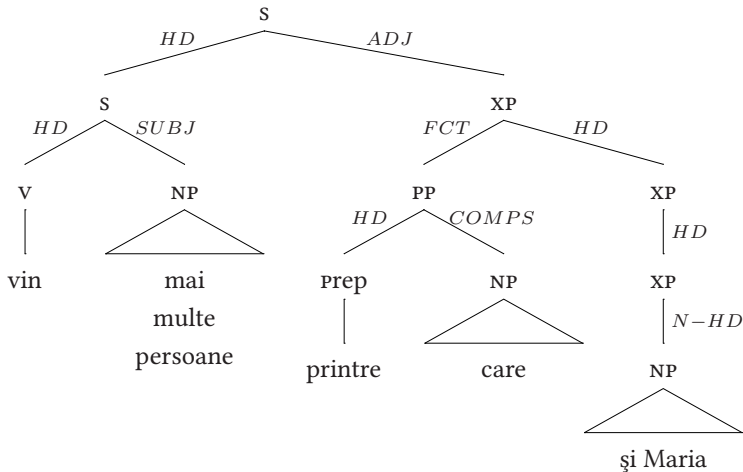 S
HD ADJ
S XP
HD SUBJ FCT HD
V NP PP XP
HD COMPS HD
vin mai Prep NP XP
multe N−HD
persoane printre care NP
și Maria